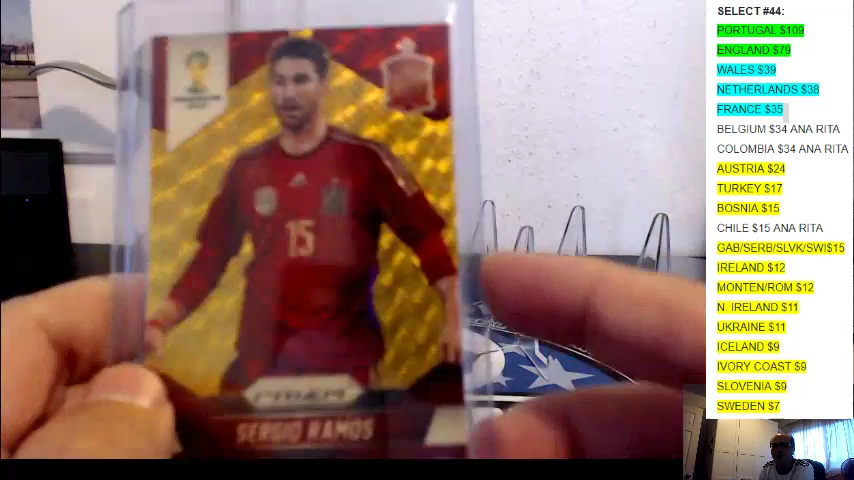 SELECT #44:
PORTUGAL $109
ENGLAND $79
WALES $39
NETHERLANDS $38
FRANCE $35
BELGIUM $34 ANA RITA
COLOMBIA $34 ANA RITA
AUSTRIA $24
TURKEY $17
BOSNIA $15
CHILE $15 ANA RITA
GAB/SERB/SLVK/SWI$15
IRELAND $12
MONTEN/ROM $12
N. IRELAND $11
UKRAINE $11
ICELAND $9
IVORY COAST $9
SLOVENIA $9
SWEDEN $7
15
PRIZM
SERGIO RAMOS